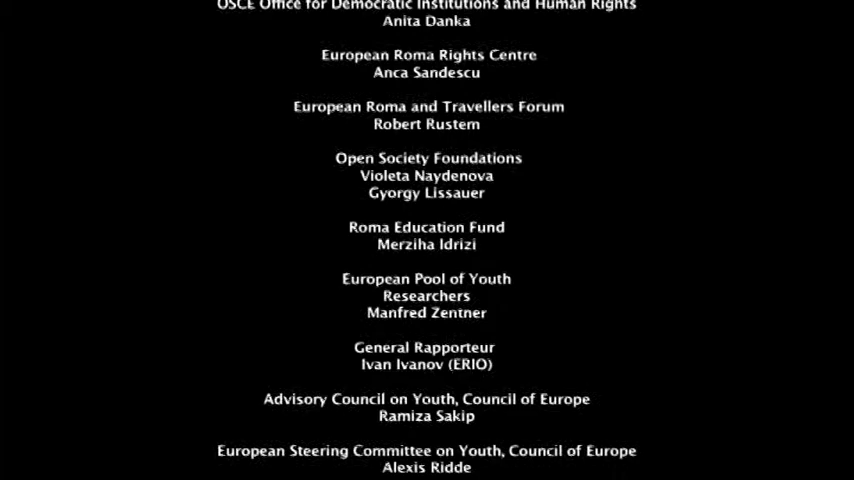 OSCE Office for Democratic Institutions and Human Rights
Anita Danka
European Roma Rights Centre
Anca Sandescu
European Roma and Travellers Forum
Robert Rustem
Open Society Foundations
Violeta Naydenova
Gyorgy Lissauer
Roma Education Fund
Merziha Idrizi
European Pool of Youth
Researchers
Manfred Zentner
General Rapporteur
Ivan Ivanov (ERIO)
Advisory Council on Youth, Council of Europe
Ramiza Sakip
European Steering Committee on Youth, Council of Europe
Alexis Ridde